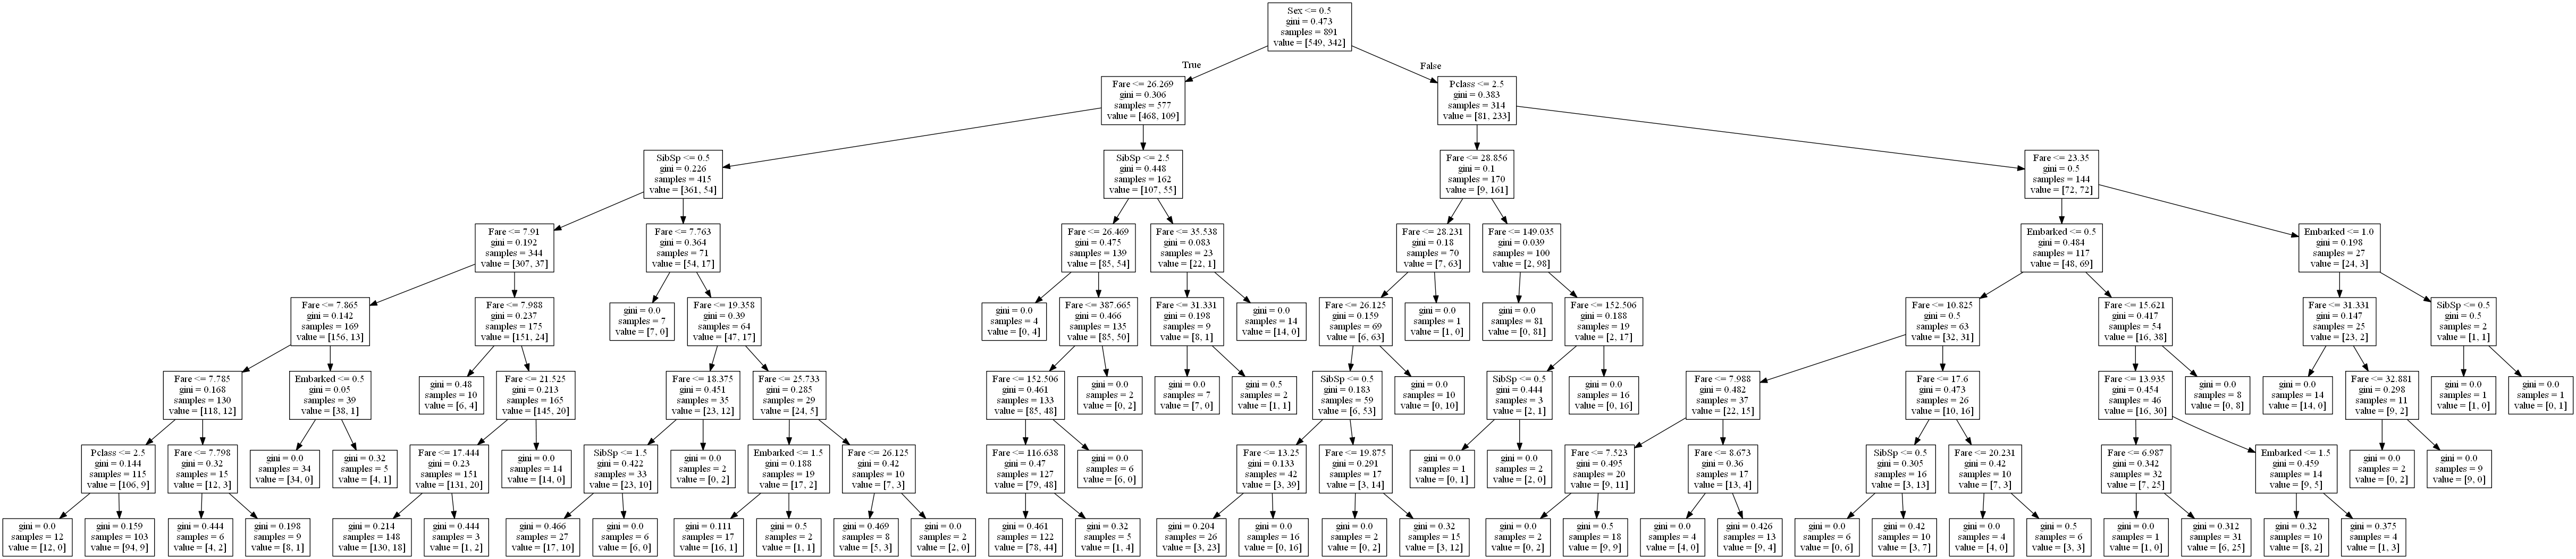 Sex <= 0.5
gini = 0.473
samples = 891
value = [549, 342]
True
False
Fare <= 26.269
gini = 0.306
samples = 577
value = [468, 109]
Pclass <= 2.5
gini = 0.383
samples = 314
value = [81, 233]
SibSp <= 0.5
gini = 0.226
samples = 415
value = [361, 54]
SibSp <= 2.5
gini = 0.448
samples = 162
value = [107, 55]
Fare <= 28.856
gini = 0.1
samples = 170
value = [9, 161]
Fare <= 23.35
gini = 0.5
samples = 144
value = [72, 72]
Fare <= 7.91
gini = 0.192
samples = 344
value = [307, 37]
Fare <= 7.763
gini = 0.364
samples = 71
value = [54, 17]
Fare <= 26.469
gini = 0.475
samples = 139
value = [85, 54]
Fare <= 35.538
gini = 0.083
samples = 23
value = [22, 1]
Fare <= 28.231
gini = 0.18
samples = 70
value = [7, 63]
Fare <= 149.035
gini = 0.039
samples = 100
value = [2, 98]
Embarked <= 0.5
gini = 0.484
samples = 117
value = [48, 69]
Embarked <= 1.0
gini = 0.198
samples = 27
value = [24, 3]
Fare <= 7.865
gini = 0.142
samples = 169
value = [156, 13]
Fare <= 7.988
gini = 0.237
samples = 175
value = [151, 24]
gini = 0.0
samples = 7
value = [7, 0]
Fare <= 19.358
gini = 0.39
samples = 64
value = [47, 17]
gini = 0.0
samples = 4
value = [0, 4]
Fare <= 387.665
gini = 0.466
samples = 135
value = [85, 50]
Fare <= 31.331
gini = 0.198
samples = 9
value = [8, 1]
gini = 0.0
samples = 14
value = [14, 0]
Fare <= 26.125
gini = 0.159
samples = 69
value = [6, 63]
gini = 0.0
samples = 1
value = [1, 0]
gini = 0.0
samples = 81
value = [0, 81]
Fare <= 152.506
gini = 0.188
samples = 19
value = [2, 17]
Fare <= 10.825
gini = 0.5
samples = 63
value = [32, 31]
Fare <= 15.621
gini = 0.417
samples = 54
value = [16, 38]
Fare <= 31.331
gini = 0.147
samples = 25
value = [23, 2]
SibSp <= 0.5
gini = 0.5
samples = 2
value = [1, 1]
Fare <= 7.785
gini = 0.168
samples = 130
value = [118, 12]
Embarked <= 0.5
gini = 0.05
samples = 39
value = [38, 1]
gini = 0.48
samples = 10
value = [6, 4]
Fare <= 21.525
gini = 0.213
samples = 165
value = [145, 20]
Fare <= 18.375
gini = 0.451
samples = 35
value = [23, 12]
Fare <= 25.733
gini = 0.285
samples = 29
value = [24, 5]
Fare <= 152.506
gini = 0.461
samples = 133
value = [85, 48]
gini = 0.0
samples = 2
value = [0, 2]
gini = 0.0
samples = 7
value = [7, 0]
gini = 0.5
samples = 2
value = [1, 1]
SibSp <= 0.5
gini = 0.183
samples = 59
value = [6, 53]
gini = 0.0
samples = 10
value = [0, 10]
SibSp <= 0.5
gini = 0.444
samples = 3
value = [2, 1]
gini = 0.0
samples = 16
value = [0, 16]
Fare <= 7.988
gini = 0.482
samples = 37
value = [22, 15]
Fare <= 17.6
gini = 0.473
samples = 26
value = [10, 16]
Fare <= 13.935
gini = 0.454
samples = 46
value = [16, 30]
gini = 0.0
samples = 8
value = [0, 8]
gini = 0.0
samples = 14
value = [14, 0]
Fare <= 32.881
gini = 0.298
samples = 11
value = [9, 2]
gini = 0.0
samples = 1
value = [1, 0]
gini = 0.0
samples = 1
value = [0, 1]
Pclass <= 2.5
gini = 0.144
samples = 115
value = [106, 9]
Fare <= 7.798
gini = 0.32
samples = 15
value = [12, 3]
gini = 0.0
samples = 34
value = [34, 0]
gini = 0.32
samples = 5
value = [4, 1]
Fare <= 17.444
gini = 0.23
samples = 151
value = [131, 20]
gini = 0.0
samples = 14
value = [14, 0]
SibSp <= 1.5
gini = 0.422
samples = 33
value = [23, 10]
gini = 0.0
samples = 2
value = [0, 2]
Embarked <= 1.5
gini = 0.188
samples = 19
value = [17, 2]
Fare <= 26.125
gini = 0.42
samples = 10
value = [7, 3]
Fare <= 116.638
gini = 0.47
samples = 127
value = [79, 48]
gini = 0.0
samples = 6
value = [6, 0]
Fare <= 13.25
gini = 0.133
samples = 42
value = [3, 39]
Fare <= 19.875
gini = 0.291
samples = 17
value = [3, 14]
gini = 0.0
samples = 1
value = [0, 1]
gini = 0.0
samples = 2
value = [2, 0]
Fare <= 7.523
gini = 0.495
samples = 20
value = [9, 11]
Fare <= 8.673
gini = 0.36
samples = 17
value = [13, 4]
SibSp <= 0.5
gini = 0.305
samples = 16
value = [3, 13]
Fare <= 20.231
gini = 0.42
samples = 10
value = [7, 3]
Fare <= 6.987
gini = 0.342
samples = 32
value = [7, 25]
Embarked <= 1.5
gini = 0.459
samples = 14
value = [9, 5]
gini = 0.0
samples = 2
value = [0, 2]
gini = 0.0
samples = 9
value = [9, 0]
gini = 0.0
samples = 12
value = [12, 0]
gini = 0.159
samples = 103
value = [94, 9]
gini = 0.444
samples = 6
value = [4, 2]
gini = 0.198
samples = 9
value = [8, 1]
gini = 0.214
samples = 148
value = [130, 18]
gini = 0.444
samples = 3
value = [1, 2]
gini = 0.466
samples = 27
value = [17, 10]
gini = 0.0
samples = 6
value = [6, 0]
gini = 0.111
samples = 17
value = [16, 1]
gini = 0.5
samples = 2
value = [1, 1]
gini = 0.469
samples = 8
value = [5, 3]
gini = 0.0
samples = 2
value = [2, 0]
gini = 0.461
samples = 122
value = [78, 44]
gini = 0.32
samples = 5
value = [1, 4]
gini = 0.204
samples = 26
value = [3, 23]
gini = 0.0
samples = 16
value = [0, 16]
gini = 0.0
samples = 2
value = [0, 2]
gini = 0.32
samples = 15
value = [3, 12]
gini = 0.0
samples = 2
value = [0, 2]
gini = 0.5
samples = 18
value = [9, 9]
gini = 0.0
samples = 4
value = [4, 0]
gini = 0.426
samples = 13
value = [9, 4]
gini = 0.0
samples = 6
value = [0, 6]
gini = 0.42
samples = 10
value = [3, 7]
gini = 0.0
samples = 4
value = [4, 0]
gini = 0.5
samples = 6
value = [3, 3]
gini = 0.0
samples = 1
value = [1, 0]
gini = 0.312
samples = 31
value = [6, 25]
gini = 0.32
samples = 10
value = [8, 2]
gini = 0.375
samples = 4
value = [1, 3]